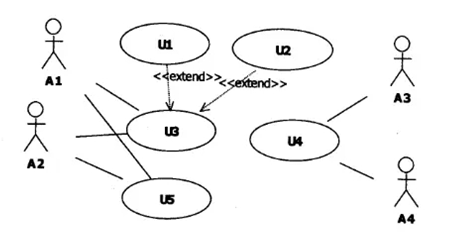 U1
U2
A1
<<extend>>
<<extend>>
A3
A2
U3
U4
U5
A4